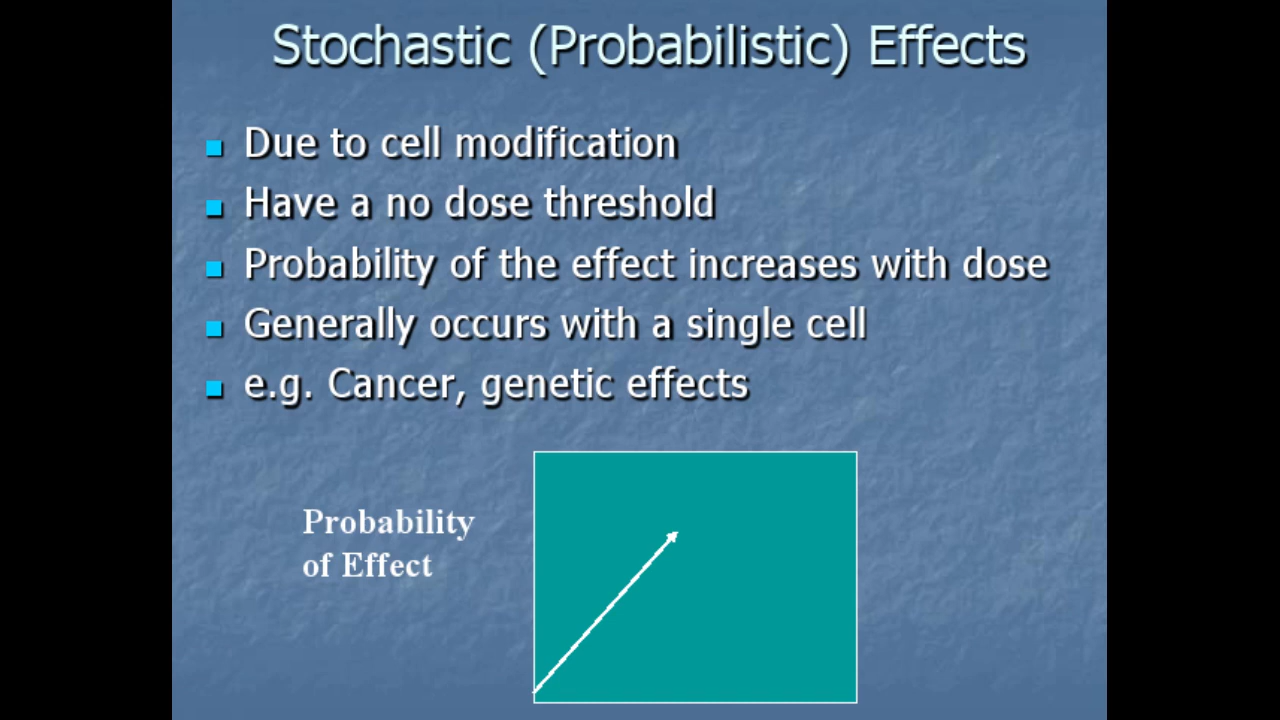 Stochastic (Probabilistic) Effects
Due to cell modification
Have a no dose threshold
Probability of the effect increases with dose
Generally occurs with a single cell
e.g. Cancer, genetic effects
Probability
of Effect